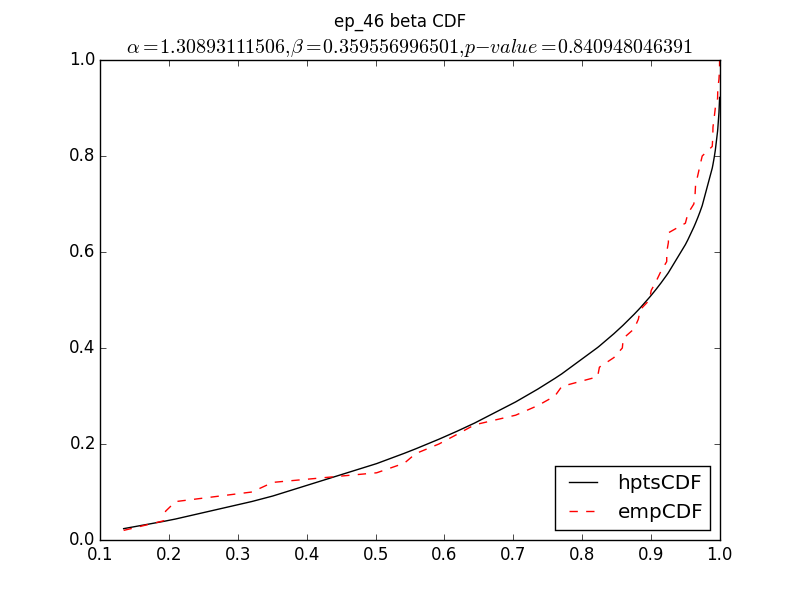 ep_46 beta CDF
α=1.30893111506,β=0.359556996501,p−value=0.840948046391
1.0
0.8
0.6
0.4
0.2
0.0
hptsCDF
empCDF
0.1 0.2 0.3 0.4 0.5 0.6 0.7 0.8 0.9 1.0